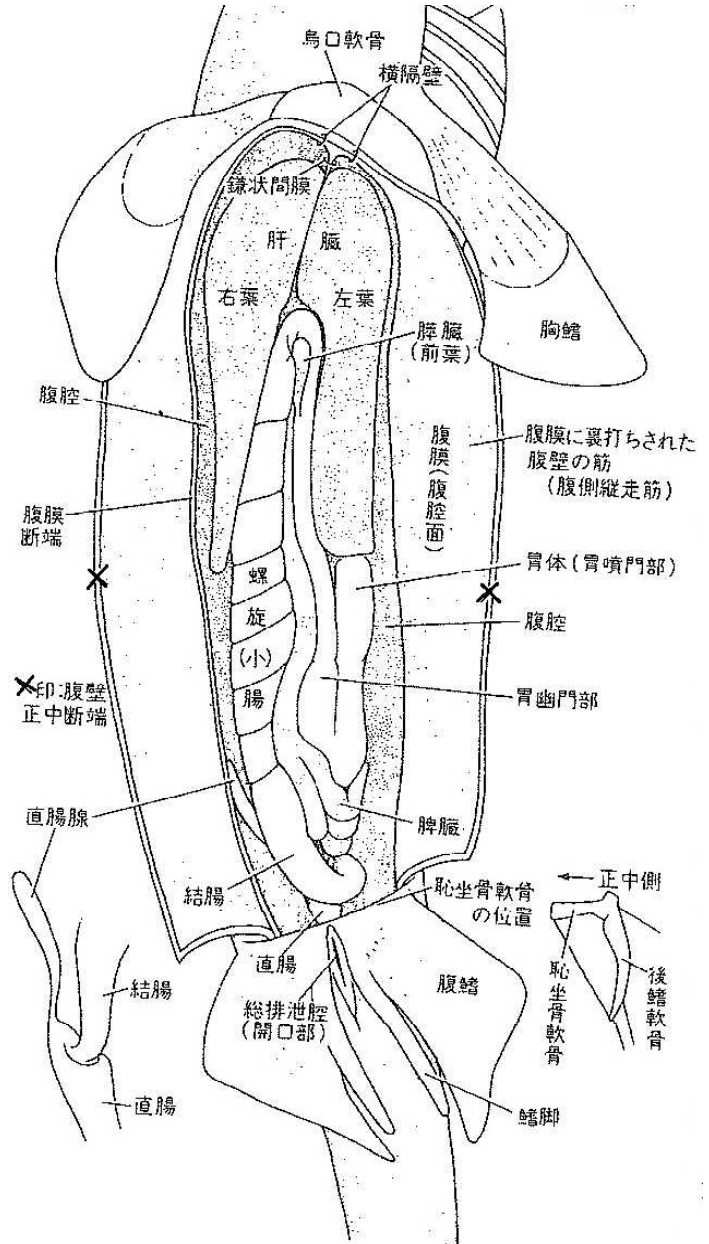 烏口軟骨
横隔壁
鎌状間膜
肝臓
右葉
左葉
膵臓
(前葉)
胸鰭
腹腔
腹膜(腹腔面)
腹膜に裏打ちされた
腹壁の筋
(腹側縦走筋)
腹膜
断端
胃体(胃噴門部)
螺旋(小)腸
腹腔
×印:腹壁
正中断端
胃幽門部
直腸腺
脾臓
結腸
恥坐骨軟骨
の位置
正中側
直腸
腹鰭
恥坐骨軟骨
後鰭軟骨
結腸
総排泄腔
(開口部)
直腸
鰭脚